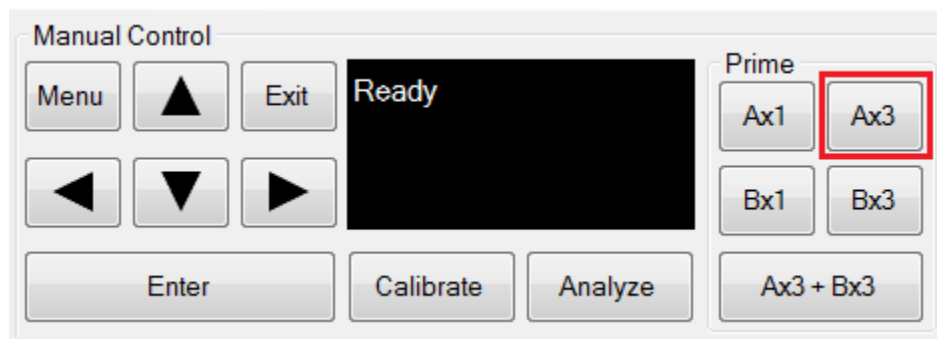 Manual Control
Menu
Exit
Ready
Enter
Calibrate
Analyze
Prime
Ax1
Ax3
Bx1
Bx3
Ax3 + Bx3